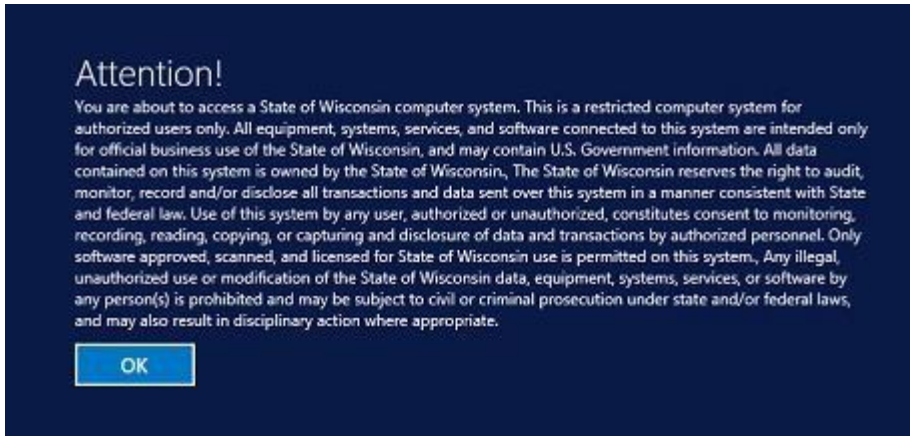 Attention!
You are about to access a State of Wisconsin computer system. This is a restricted computer system for
authorized users only. All equipment, systems, services, and software connected to this system are intended only
for official business use of the State of Wisconsin, and may contain U.S. Government information. All data
contained on this system is owned by the State of Wisconsin., The State of Wisconsin reserves the right to audit,
monitor, record and/or disclose all transactions and data sent over this system in a manner consistent with State
and federal law. Use of this system by any user, authorized or unauthorized, constitutes consent to monitoring,
recording, reading, copying, or capturing and disclosure of data and transactions by authorized personnel. Only
software approved, scanned, and licensed for State of Wisconsin use is permitted on this system., Any illegal,
unauthorized use or modification of the State of Wisconsin data, equipment, systems, services, or software by
any person(s) is prohibited and may be subject to civil or criminal prosecution under state and/or federal laws,
and may also result in disciplinary action where appropriate.
OK